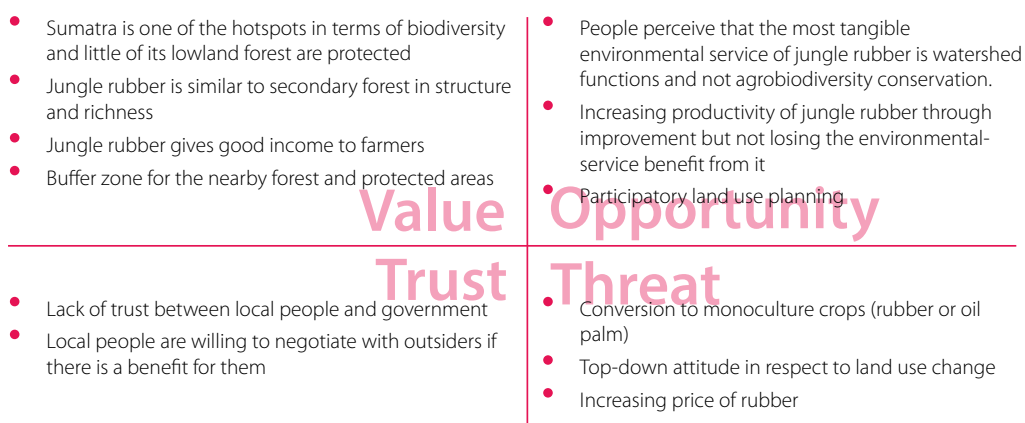 • Sumatra is one of the hotspots in terms of biodiversity
and little of its lowland forest are protected
• Jungle rubber is similar to secondary forest in structure
and richness
• Jungle rubber gives good income to farmers
• Buffer zone for the nearby forest and protected areas
Value
• People perceive that the most tangible
environmental service of jungle rubber is watershed
functions and not agrobiodiversity conservation.
• Increasing productivity of jungle rubber through
improvement but not losing the environmental-
service benefit from it
• Participatory land use planning
Opportunity
Trust
• Lack of trust between local people and government
• Local people are willing to negotiate with outsiders if
there is a benefit for them
Threat
• Conversion to monoculture crops (rubber or oil
palm)
• Top-down attitude in respect to land use change
• Increasing price of rubber